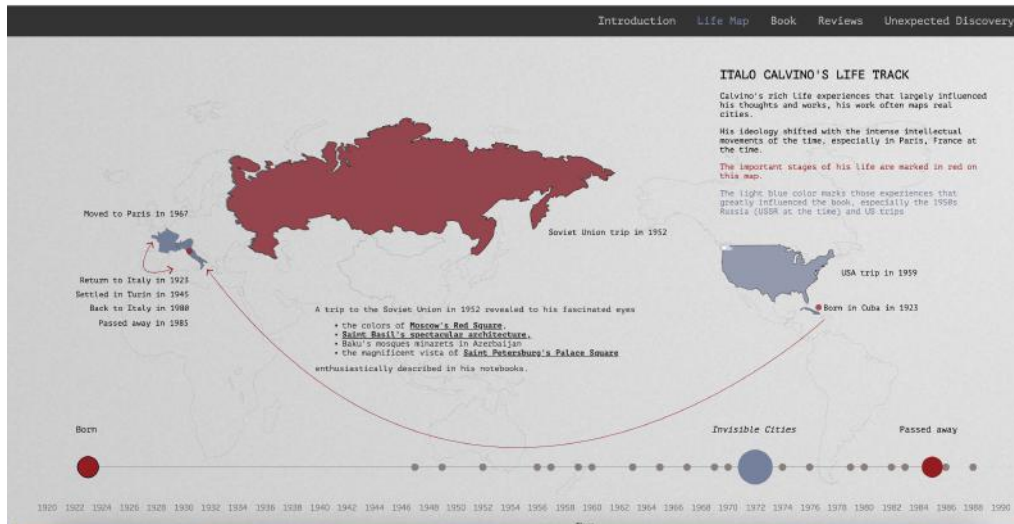 Introduction Life Map Book Reviews Unexpected Discovery
ITALO CALVINO'S LIFE TRACK
Calvino's rich life experiences that largely influenced
his thoughts and works, his work often maps real
cities.
His ideology shifted with the intense intellectual
movements of the time, especially in Paris, France at
the time.
The important stages of his life are marked in red on
this map.
The light blue color marks those experiences that
greatly influenced the book, especially the 1950s
Russia (USSR at the time) and US trips
Moved to Paris in 1967
Soviet Union trip in 1952
Return to Italy in 1923
Settled in Turin in 1945
Back to Italy in 1980
Passed away in 1985
USA trip in 1959
Born in Cuba in 1923
A trip to the Soviet Union in 1952 revealed to his fascinated eyes
• the colors of Moscow's Red Square,
• Saint Basil's spectacular architecture,
• Baku's mosques minarets in Azerbaijan
• the magnificent vista of Saint Petersburg's Palace Square
enthusiastically described in his notebooks.
Born
Invisible Cities
Passed away
1920 1922 1924 1926 1928 1930 1932 1934 1936 1938 1940 1942 1944 1946 1948 1950 1952 1954 1956 1958 1960 1962 1964 1966 1968 1970 1972 1974 1976 1978 1980 1982 1984 1986 1988 1990